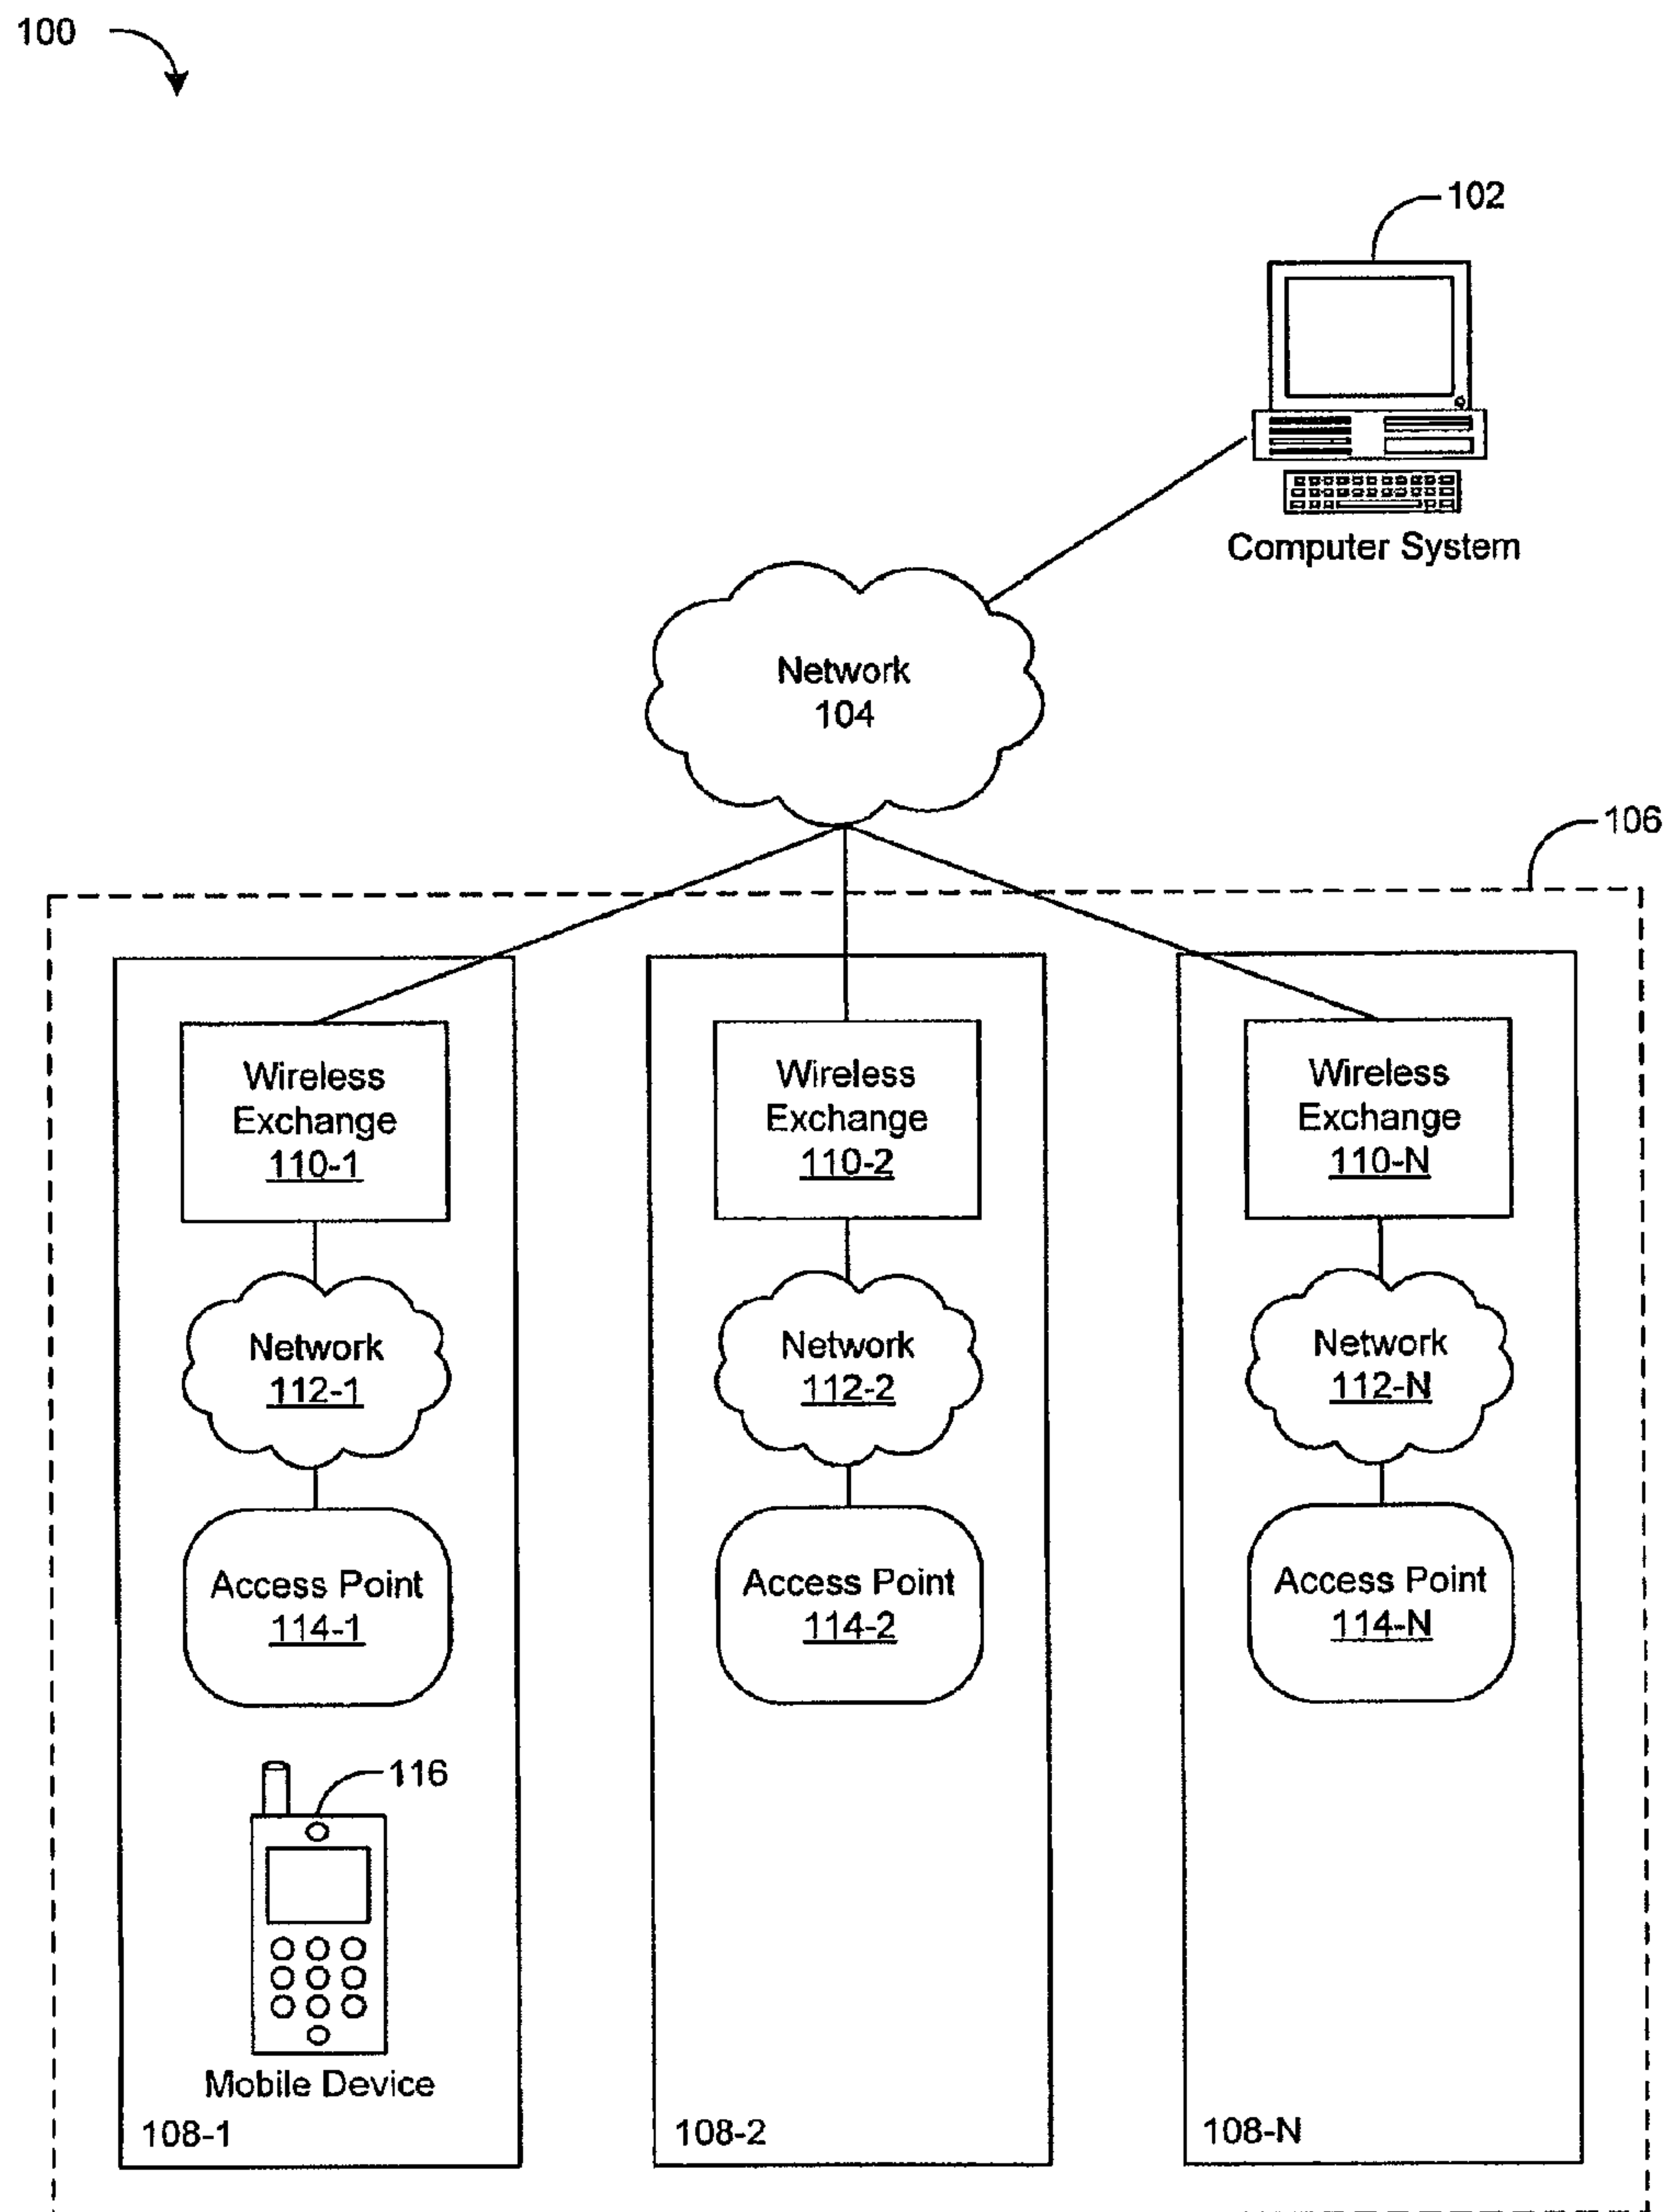 100
102
Computer System
Network
104
106
Wireless
Exchange
110-1
Wireless
Exchange
110-2
Wireless
Exchange
110-N
Network
112-1
Network
112-2
Network
112-N
Access Point
114-1
Access Point
114-2
Access Point
114-N
116
Mobile Device
108-1
108-2
108-N